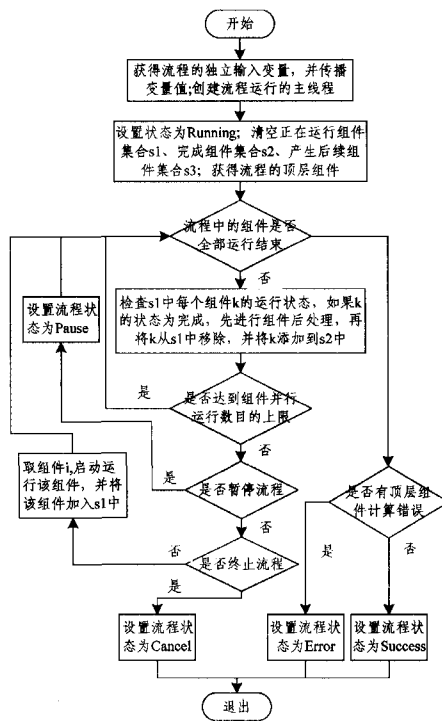 开始
获得流程的独立输入变量，并传播
变量值;创建流程运行的主线程
设置状态为Running；清空正在运行组件
集合s1、完成组件集合s2、产生后续组
件集合s3；获得流程的顶层组件
流程中的组件是否
全部运行结束
否
检查s1中每个组件k的运行状态，如果k
的状态为完成，先进行组件后处理，再
将k从s1中移除，并将k添加到s2中
设置流程状
态为Pause
是
是否达到组件并行
运行数目的上限
否
取组件i,启动运
行该组件，并将
该组件加入s1中
是
是否暂停流程
否
是否有顶层组
件计算错误
否
是否终止流程
是
是
否
设置流程状
态为Cancel
设置流程状
态为Error
设置流程状
态为Success
退出